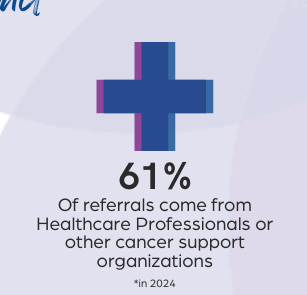 61%
Of referrals come from
Healthcare Professionals or
other cancer support
organizations
*in 2024